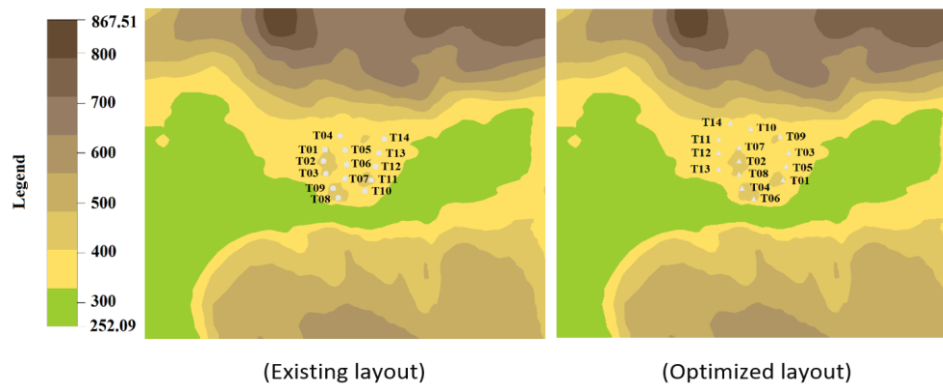 Legend
867.51
800
700
600
500
400
300
252.09
T04
T14
T01
T05
T13
T02
T06
T12
T03
T07
T11
T09
T10
T08
(Existing layout)
T14
T10
T09
T11
T07
T12
T02
T03
T13
T08
T05
T04
T01
T06
(Optimized layout)